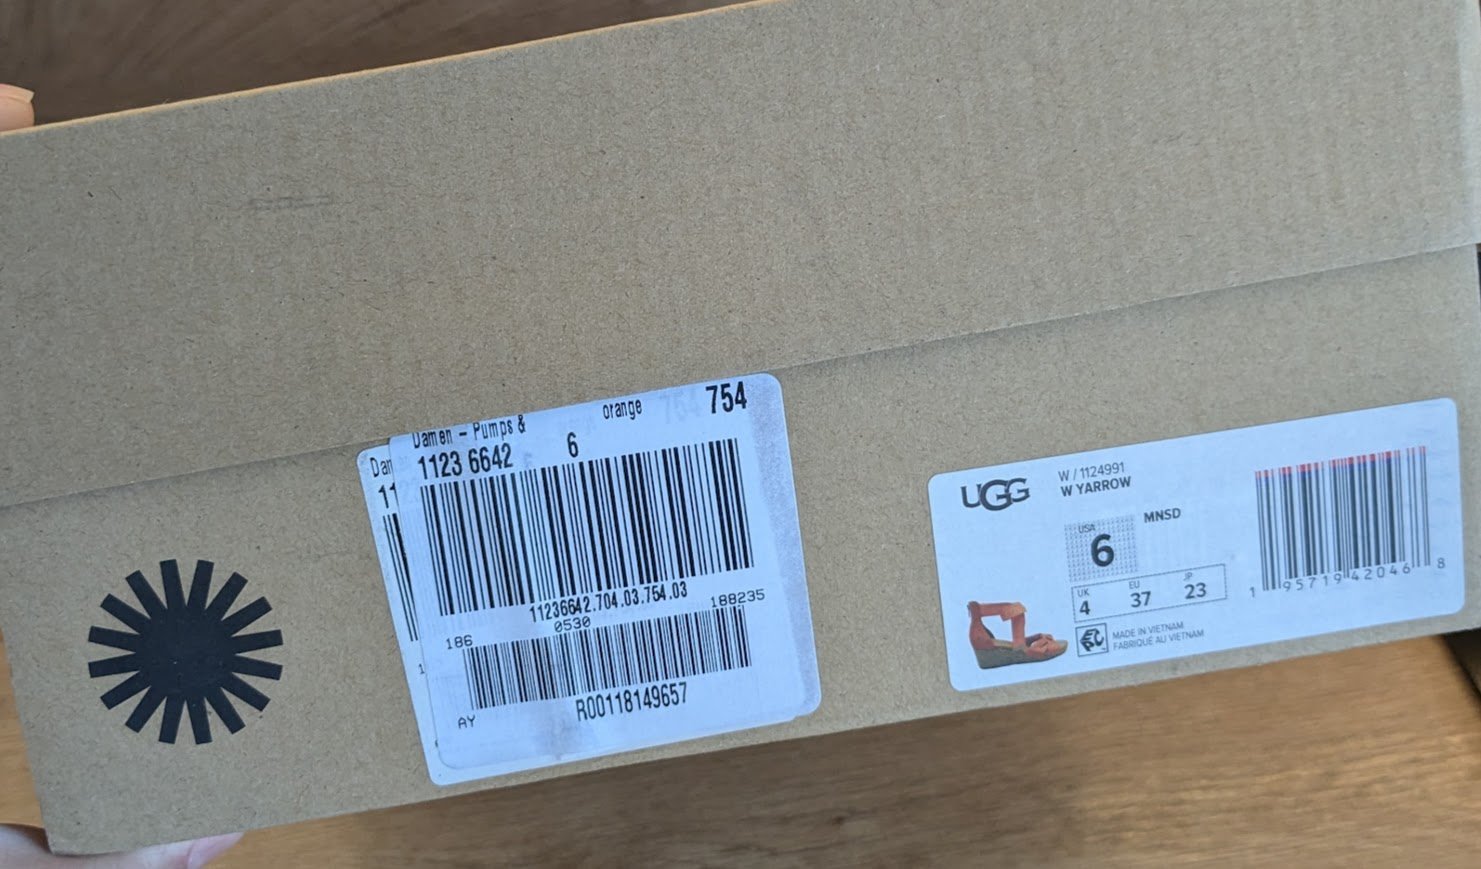 Damen - Pumps &
orange
754
1123 6642
6
11236642.704.03.754.03
186
0530
188235
R00118149657
AY
UGG
W / 1124991
W YARROW
USA
6
MNSD
UK
4
EU
37
JP
23
MADE IN VIETNAM
FABRIQUÉ AU VIETNAM
1 95719 42046 8